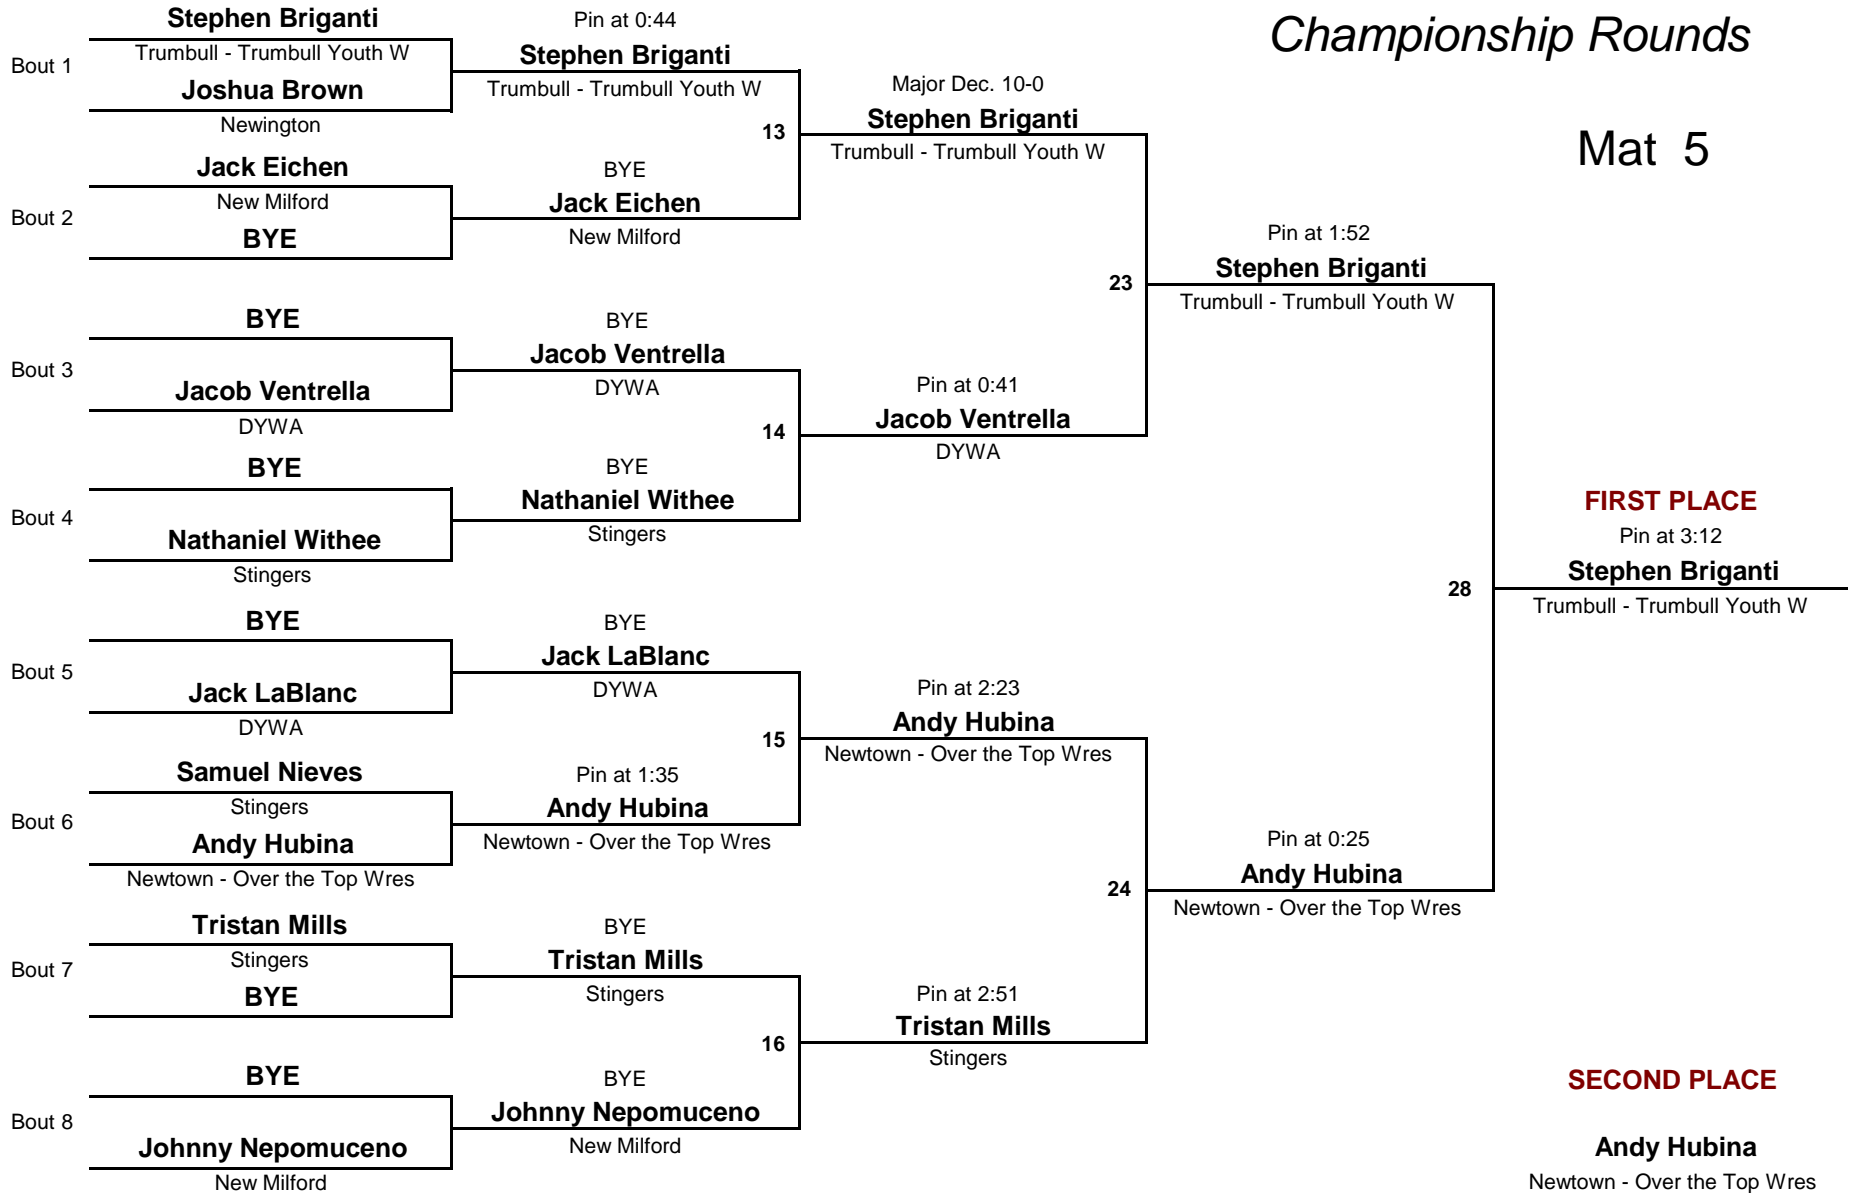 Championship Rounds
Mat 5
Bout 1
Stephen Briganti
Trumbull - Trumbull Youth W
Joshua Brown
Newington
Bout 2
Jack Eichen
New Milford
BYE
Bout 3
BYE
Jacob Ventrella
DYWA
Bout 4
BYE
Nathaniel Withee
Stingers
Bout 5
BYE
Jack LaBlanc
DYWA
Bout 6
Samuel Nieves
Stingers
Andy Hubina
Newtown - Over the Top Wres
Bout 7
Tristan Mills
Stingers
BYE
Bout 8
BYE
Johnny Nepomuceno
New Milford
Pin at 0:44
Stephen Briganti
Trumbull - Trumbull Youth W
13
BYE
Jack Eichen
New Milford
BYE
Jacob Ventrella
DYWA
14
BYE
Nathaniel Withee
Stingers
BYE
Jack LaBlanc
DYWA
15
Pin at 1:35
Andy Hubina
Newtown - Over the Top Wres
BYE
Tristan Mills
Stingers
16
BYE
Johnny Nepomuceno
New Milford
Major Dec. 10-0
Stephen Briganti
Trumbull - Trumbull Youth W
23
Pin at 0:41
Jacob Ventrella
DYWA
Pin at 2:23
Andy Hubina
Newtown - Over the Top Wres
24
Pin at 2:51
Tristan Mills
Stingers
Pin at 1:52
Stephen Briganti
Trumbull - Trumbull Youth W
28
Pin at 0:25
Andy Hubina
Newtown - Over the Top Wres
FIRST PLACE
Pin at 3:12
Stephen Briganti
Trumbull - Trumbull Youth W
SECOND PLACE
Andy Hubina
Newtown - Over the Top Wres